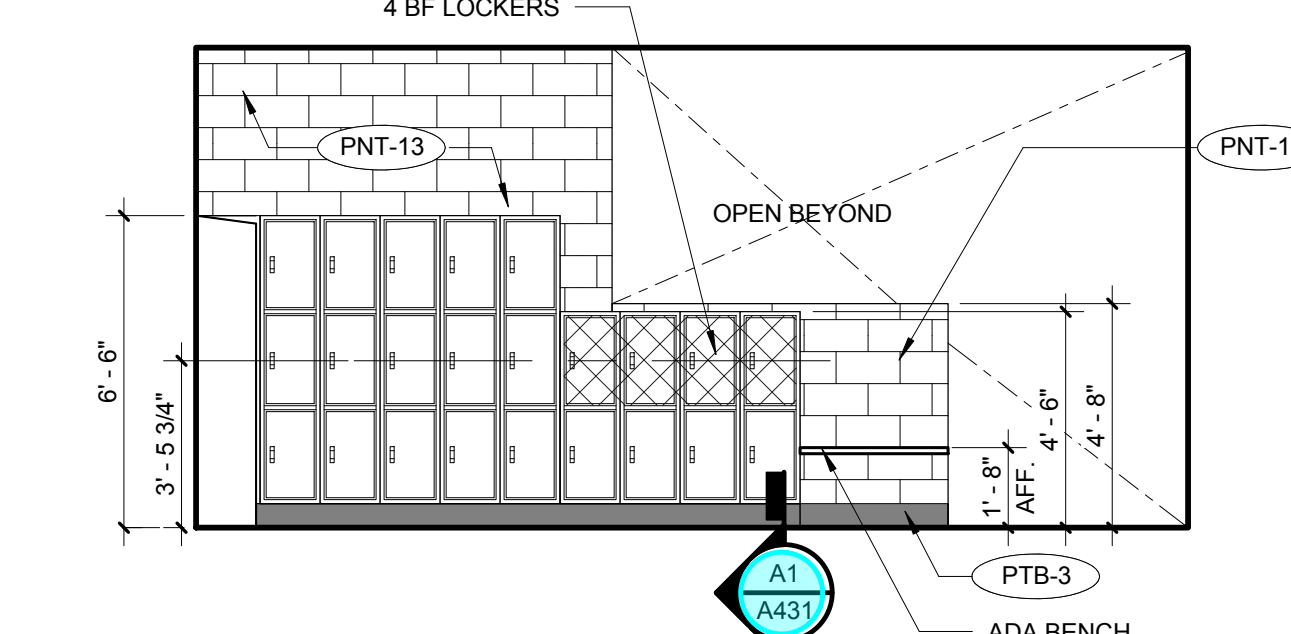 4 BF LOCKERS
PNT-13
PNT-1
OPEN BEYOND
6' - 6"
3' - 5 3/4"
4' - 6"
4' - 8"
1' - 8"
AFF.
PTB-3
A1
A431
ADA BENCH